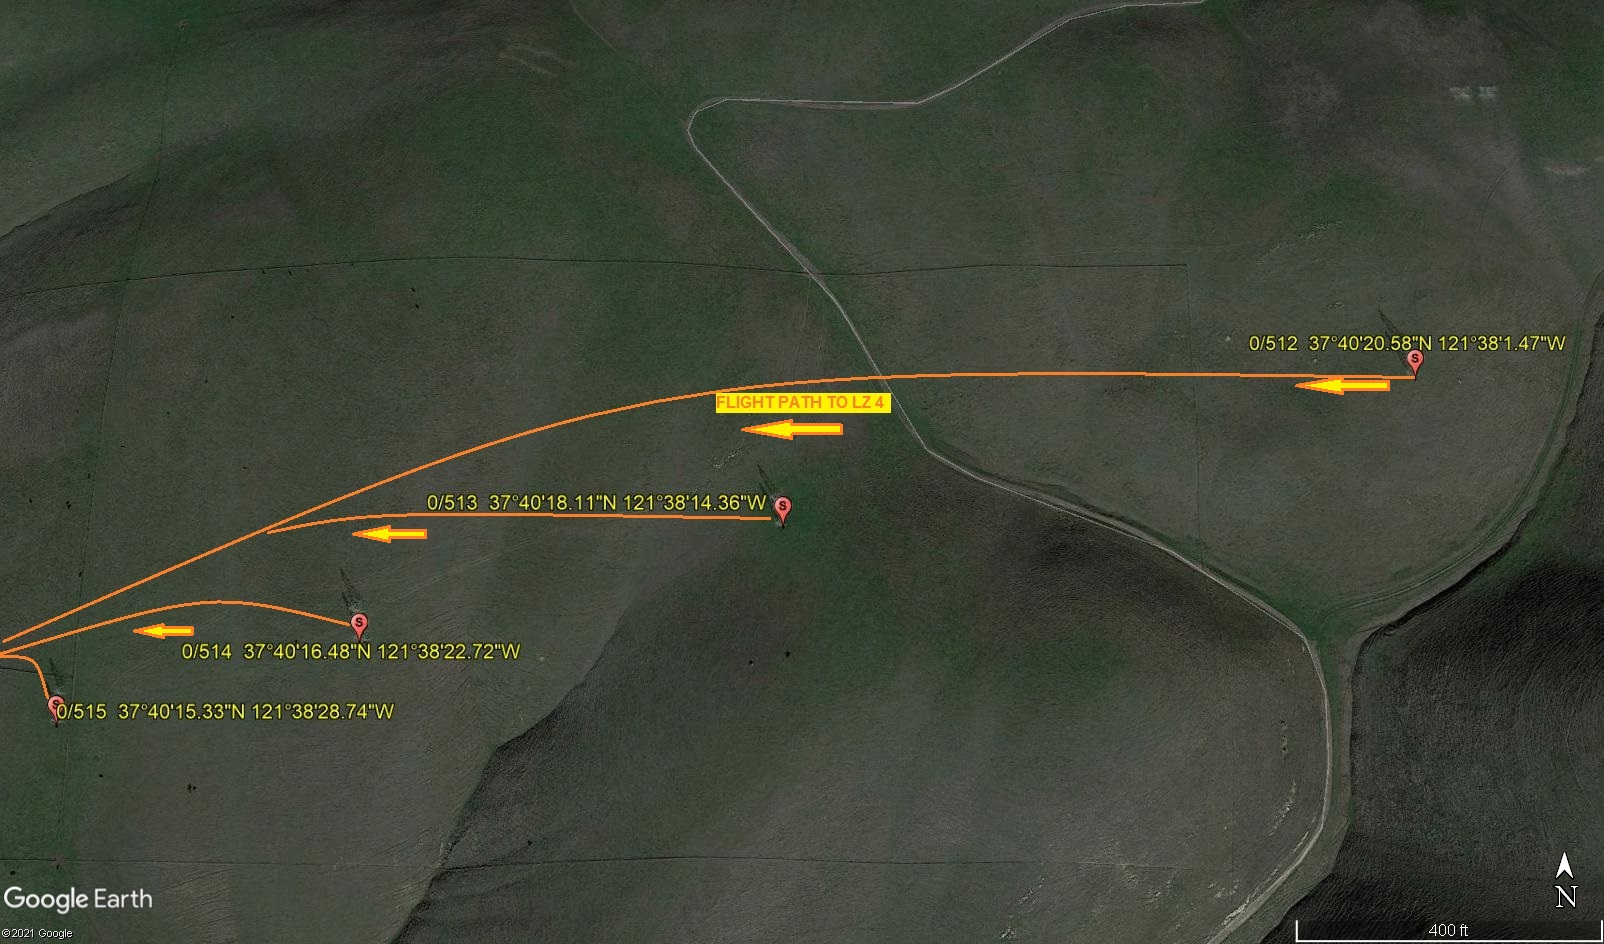 0/512  37°40'20.58"N 121°38'1.47"W
S
FLIGHT PATH TO LZ 4
0/513  37°40'18.11"N 121°38'14.36"W
S
S
0/514  37°40'16.48"N 121°38'22.72"W
S
0/515  37°40'15.33"N 121°38'28.74"W
Google Earth
N
©2021 Google
400 ft